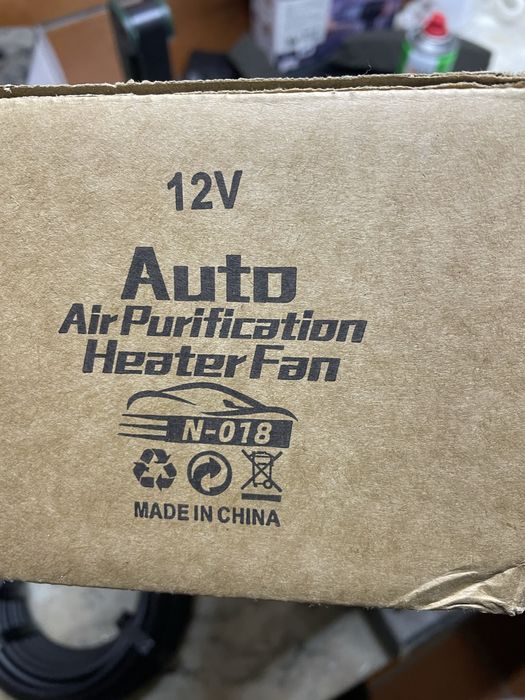 12V
Auto
Air Purification
Heater Fan
N-018
MADE IN CHINA